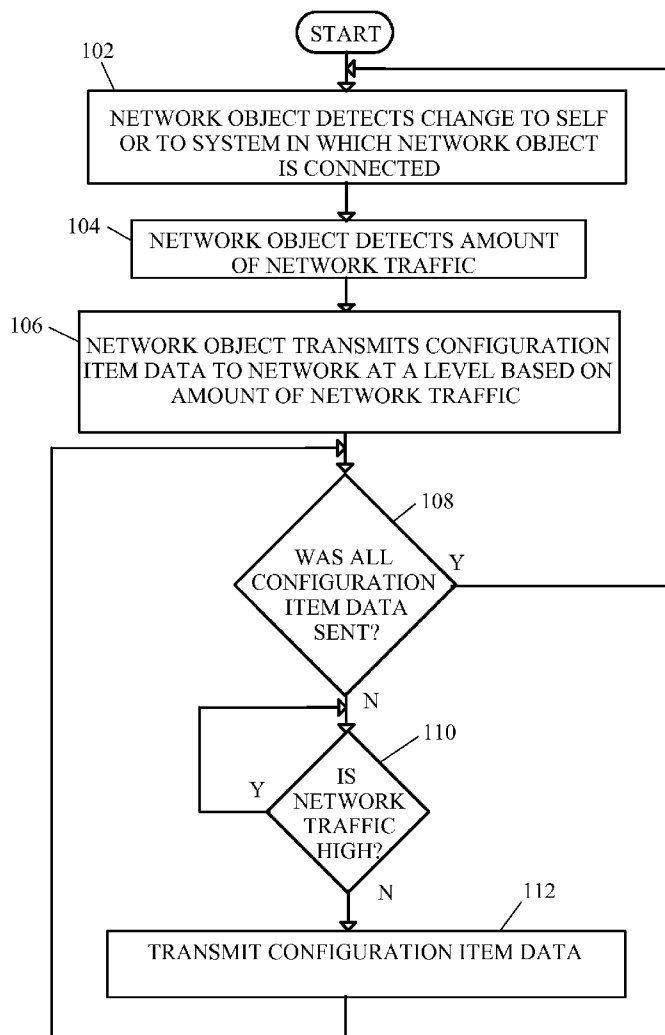 START
102
NETWORK OBJECT DETECTS CHANGE TO SELF
OR TO SYSTEM IN WHICH NETWORK OBJECT
IS CONNECTED
104
NETWORK OBJECT DETECTS AMOUNT
OF NETWORK TRAFFIC
106
NETWORK OBJECT TRANSMITS CONFIGURATION
ITEM DATA TO NETWORK AT A LEVEL BASED ON
AMOUNT OF NETWORK TRAFFIC
108
WAS ALL
CONFIGURATION
ITEM DATA
SENT?
Y
N
110
IS
NETWORK
TRAFFIC
HIGH?
Y
N
112
TRANSMIT CONFIGURATION ITEM DATA